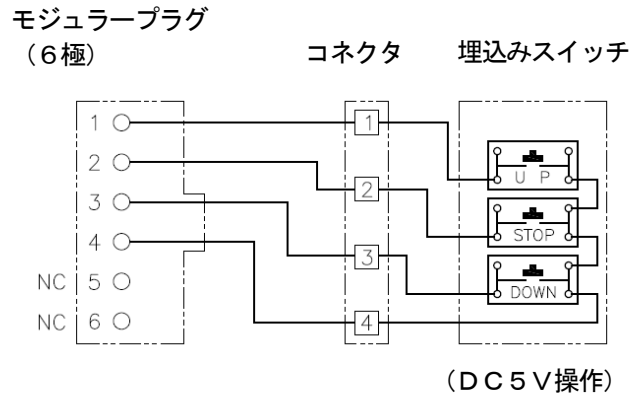 モジュラープラグ
（６極）
コネクタ
埋込みスイッチ
1
2
3
4
NC 5
NC 6
1
2
3
4
UP
STOP
DOWN
（ＤＣ５Ｖ操作）